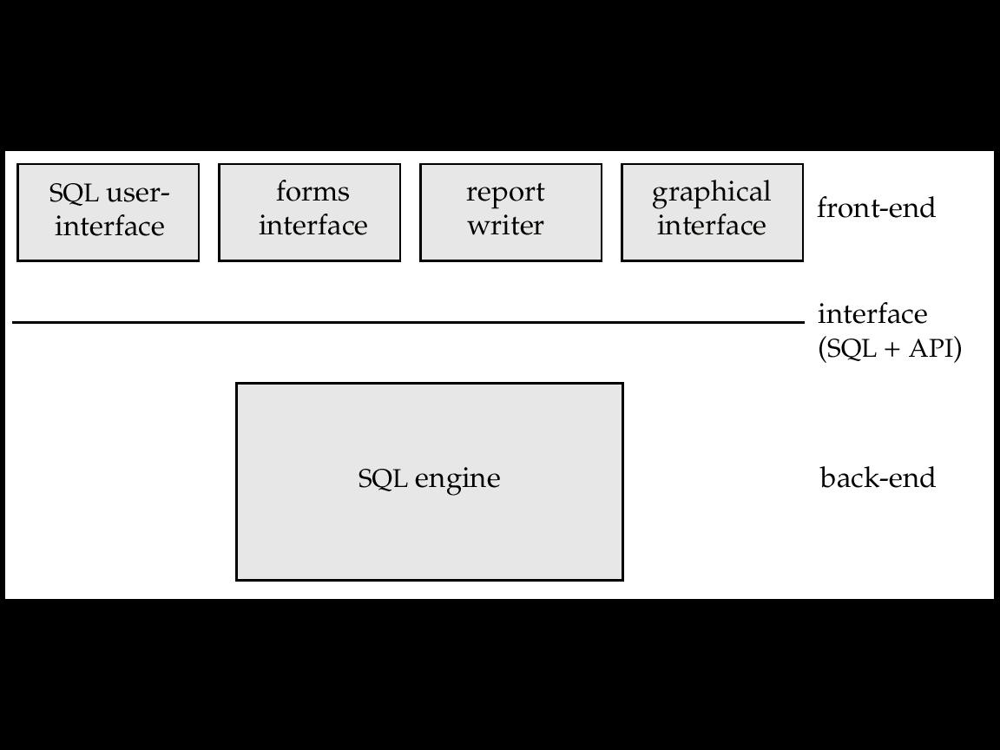 SQL user-
interface
forms
interface
report
writer
graphical
interface
front-end
interface
(SQL + API)
SQL engine
back-end